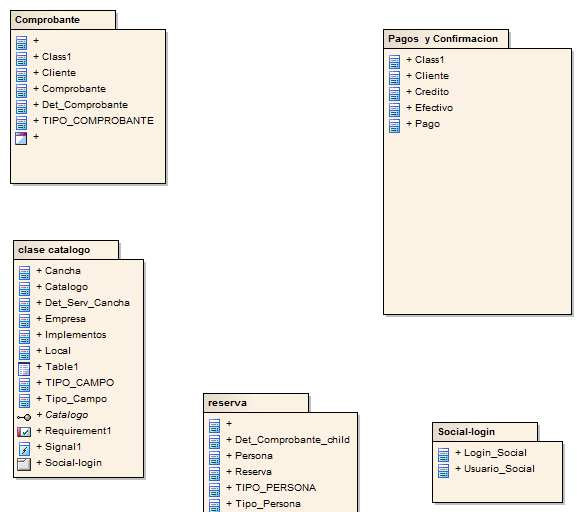 Comprobante
+
+ Class1
+ Cliente
+ Comprobante
+ Det_Comprobante
+ TIPO_COMPROBANTE
+
Pagos y Confirmacion
+ Class1
+ Cliente
+ Credito
+ Efectivo
+ Pago
clase catalogo
+ Cancha
+ Catalogo
+ Det_Serv_Cancha
+ Empresa
+ Implementos
+ Local
+ Table1
+ TIPO_CAMPO
+ Tipo_Campo
+ Catalogo
+ Requirement1
+ Signal1
+ Social-login
reserva
+
+ Det_Comprobante_child
+ Persona
+ Reserva
+ TIPO_PERSONA
+ Tipo_Persona
Social-login
+ Login_Social
+ Usuario_Social